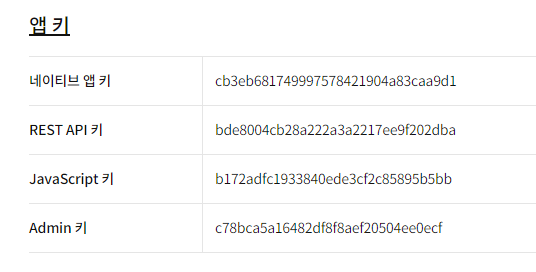 앱 키
네이티브 앱 키 cb3eb681749997578421904a83caa9d1
REST API 키 bde8004cb28a222a3a2217ee9f202dba
JavaScript 키 b172adfc1933840ede3cf2c85895b5bb
Admin 키 c78bca5a16482df8f8aef20504ee0ecf